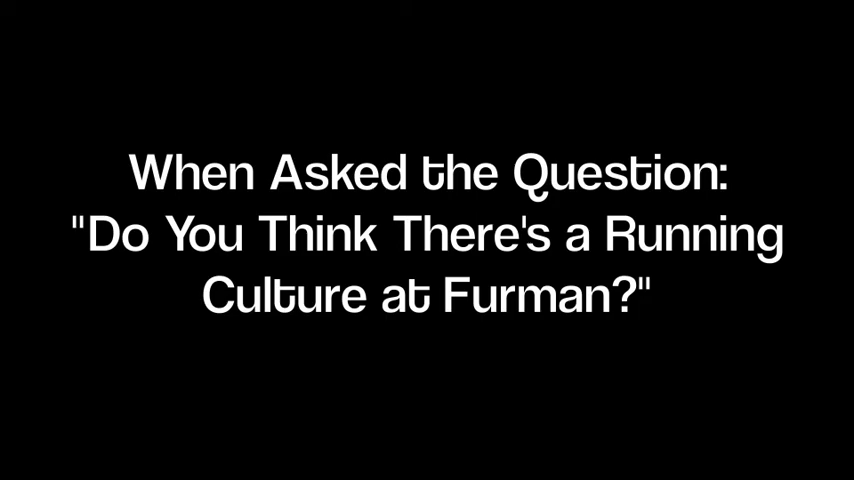 When Asked the Question:
"Do You Think There's a Running
Culture at Furman?"